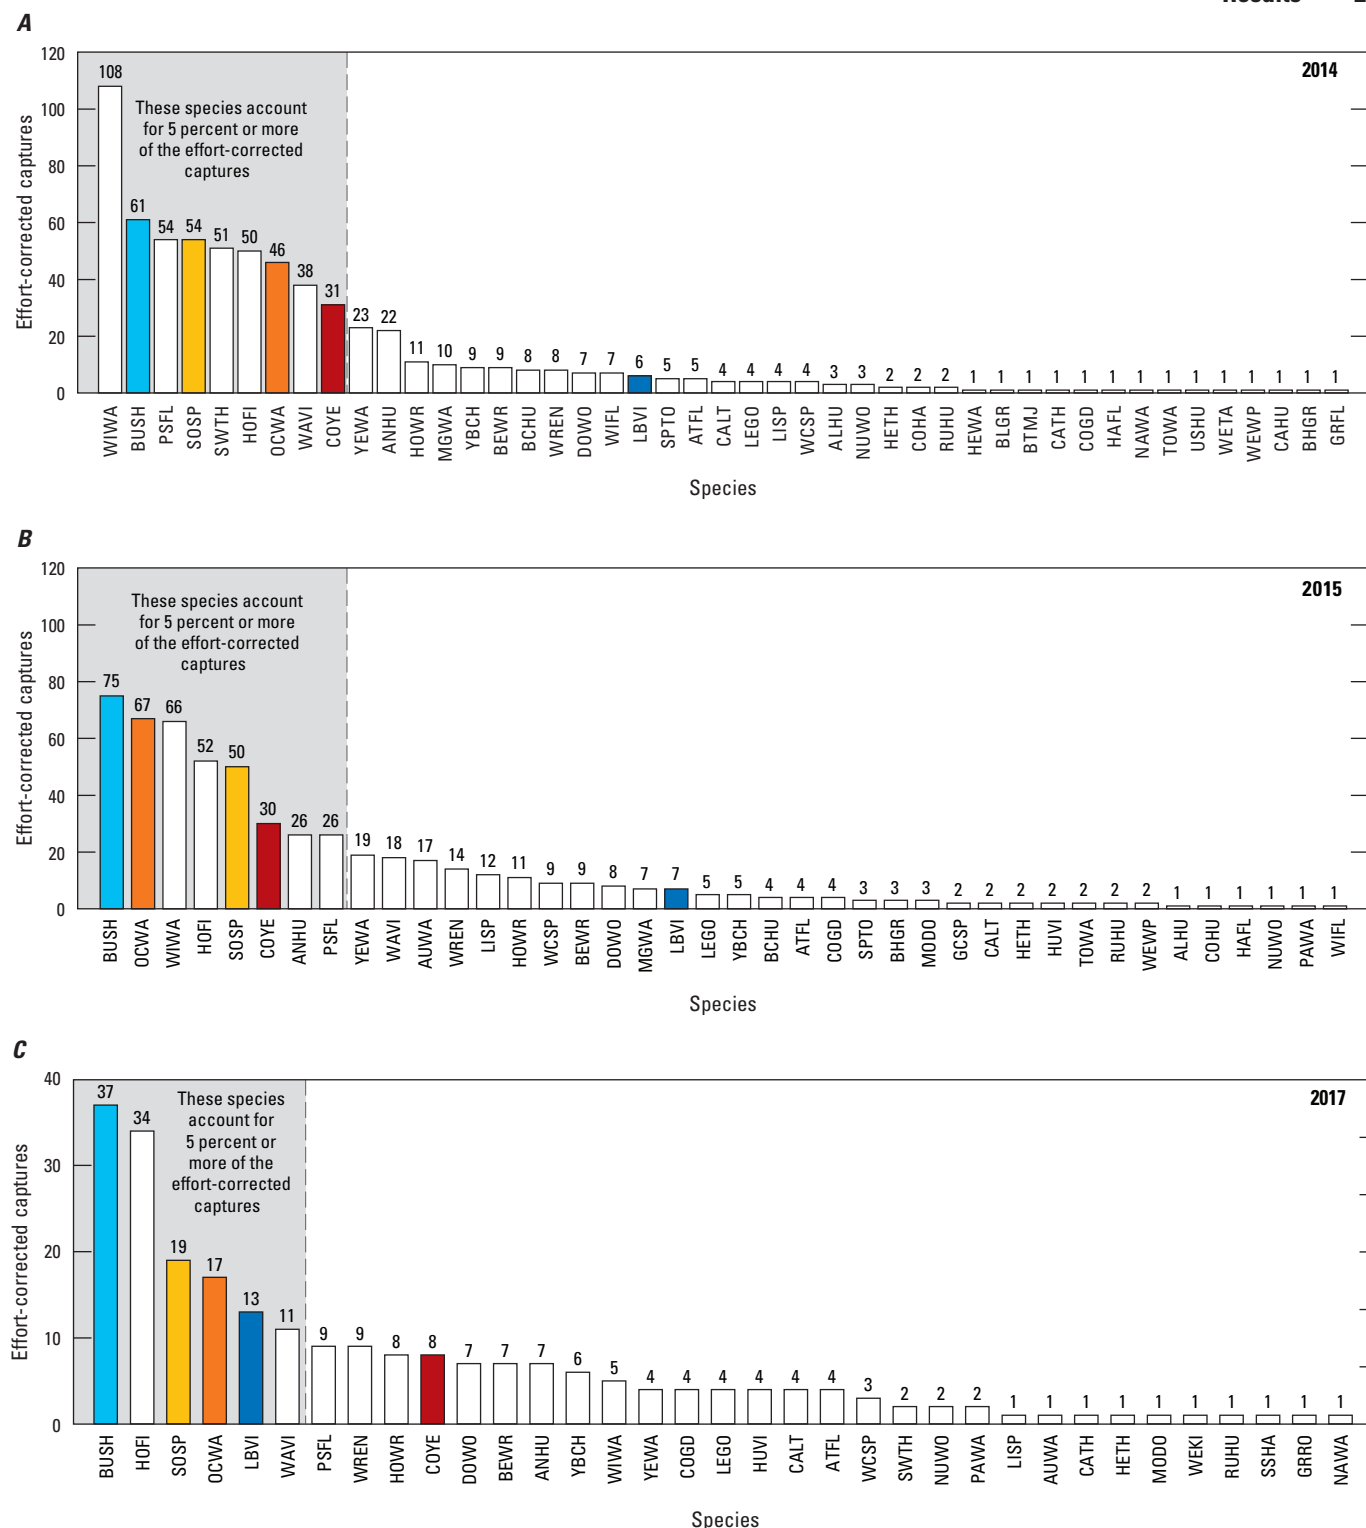 Results
A
120
100
80
60
40
20
0
Effort-corrected captures
2014
These species account
for 5 percent or more
of the effort-corrected
captures
108 61 54 54 51 50 46 38 31 23 22 11 10 9 9 8 8 7 7 6 5 5 4 4 4 4 3 3 2 2 2 1 1 1 1 1 1 1 1 1 1 1 1 1 1
WIWA BUSH PSFL SOSP SWTH HOFI OCWA WAVI COYE YEWA ANHU HOWR MGWA YBCH BEWR BCHU WREN DOWO WIFL LBVI SPTO ATFL CALT LEGO LISP WCSP ALHU NUWO HETH COHA RUHU HEWA BLGR BTMJ CATH COGD HAFL NAWA TOWA USHU WETA WEWP CAHU BHGR GRFL
Species
B
120
100
80
60
40
20
0
Effort-corrected captures
2015
These species account
for 5 percent or more
of the effort-corrected
captures
75 67 66 52 50 30 26 26 19 18 17 14 12 11 9 9 8 7 7 5 5 4 4 4 3 3 3 2 2 2 2 2 2 2 1 1 1 1 1 1
BUSH OCWA WIWA HOFI SOSP COYE ANHU PSFL YEWA WAVI AUWA WREN LISP HOWR WCSP BEWR DOWO MGWA LBVI LEGO YBCH BCHU ATFL COGD SPTO BHGR MODO GCSP CALT HETH HUVI TOWA RUHU WEWP ALHU COHU HAFL NUWO PAWA WIFL
Species
C
40
30
20
10
0
Effort-corrected captures
2017
These species
account for
5 percent or
more of the
effort-corrected
captures
37 34 19 17 13 11 9 9 8 8 7 7 7 6 5 4 4 4 4 4 4 3 2 2 2 1 1 1 1 1 1 1 1 1 1
BUSH HOFI SOSP OCWA LBVI WAVI PSFL WREN HOWR COYE DOWO BEWR ANHU YBCH WIWA YEWA COGD LEGO HUVI CALT ATFL WCSP SWTH NUWO PAWA LISP AUWA CATH HETH MODO WEKI RUHU SSHA GRRO NAWA
Species